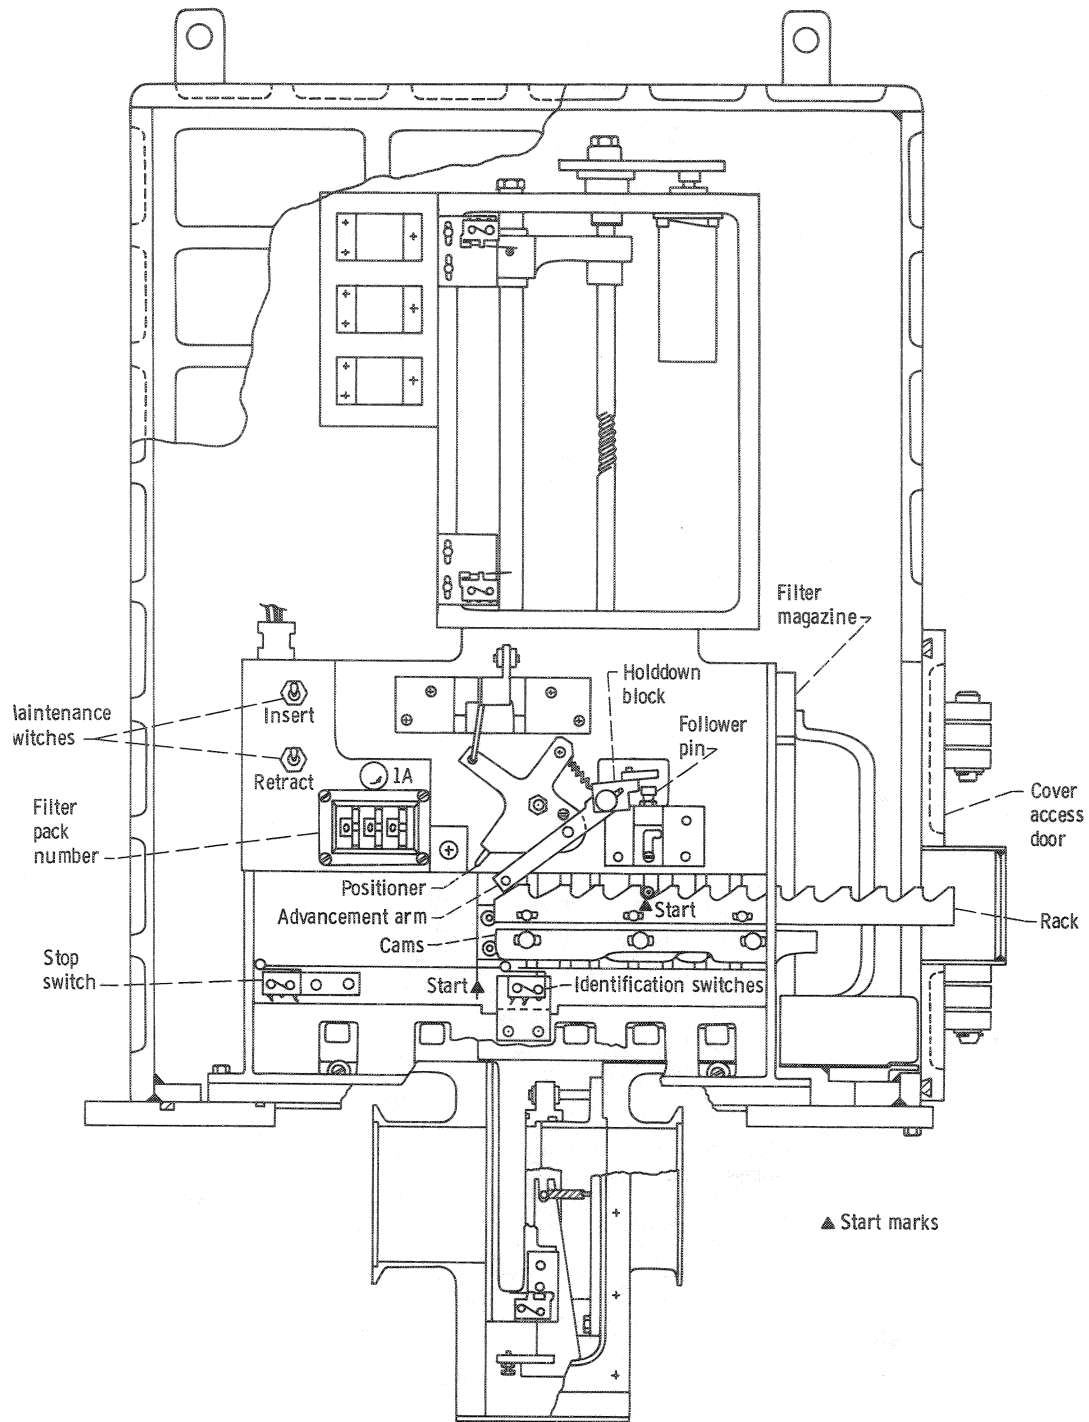 Filter
magazine
Holddown
block
Maintenance
witches
Insert
Follower
pin
Retract
1A
Cover
access
door
Filter
pack
number
Positioner
Advancement arm
Start
Rack
Cams
Stop
switch
Start
Identification switches
▲ Start marks